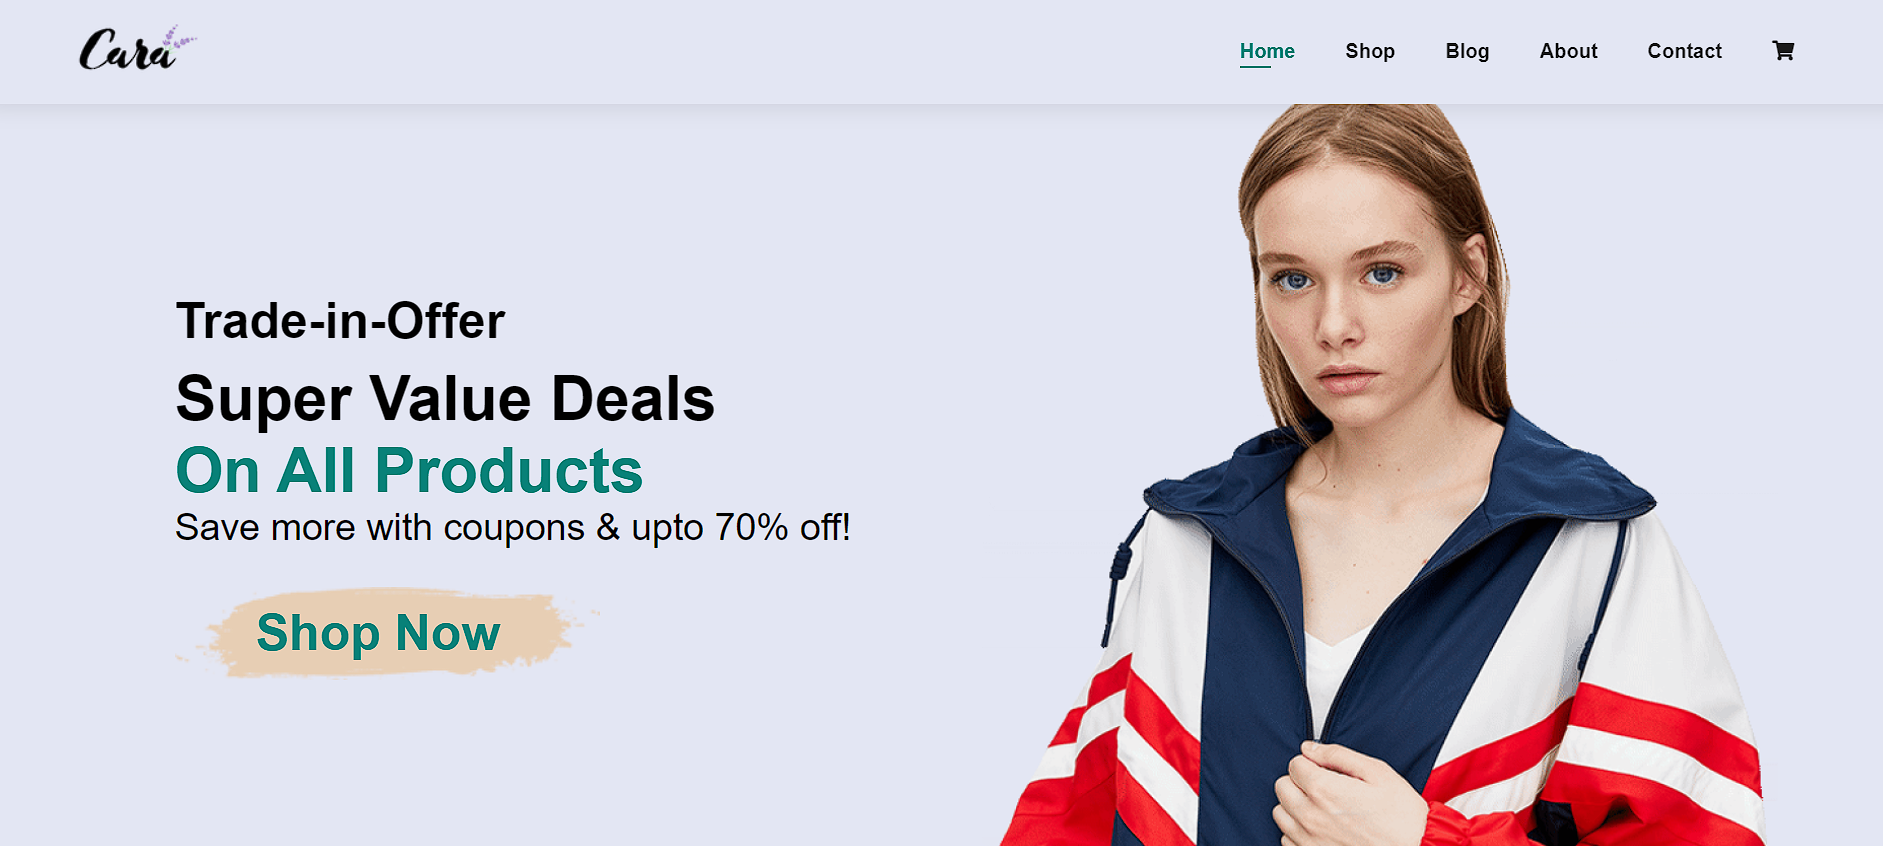 Cara
Home Shop Blog About Contact
Trade-in-Offer
Super Value Deals
On All Products
Save more with coupons & upto 70% off!
Shop Now